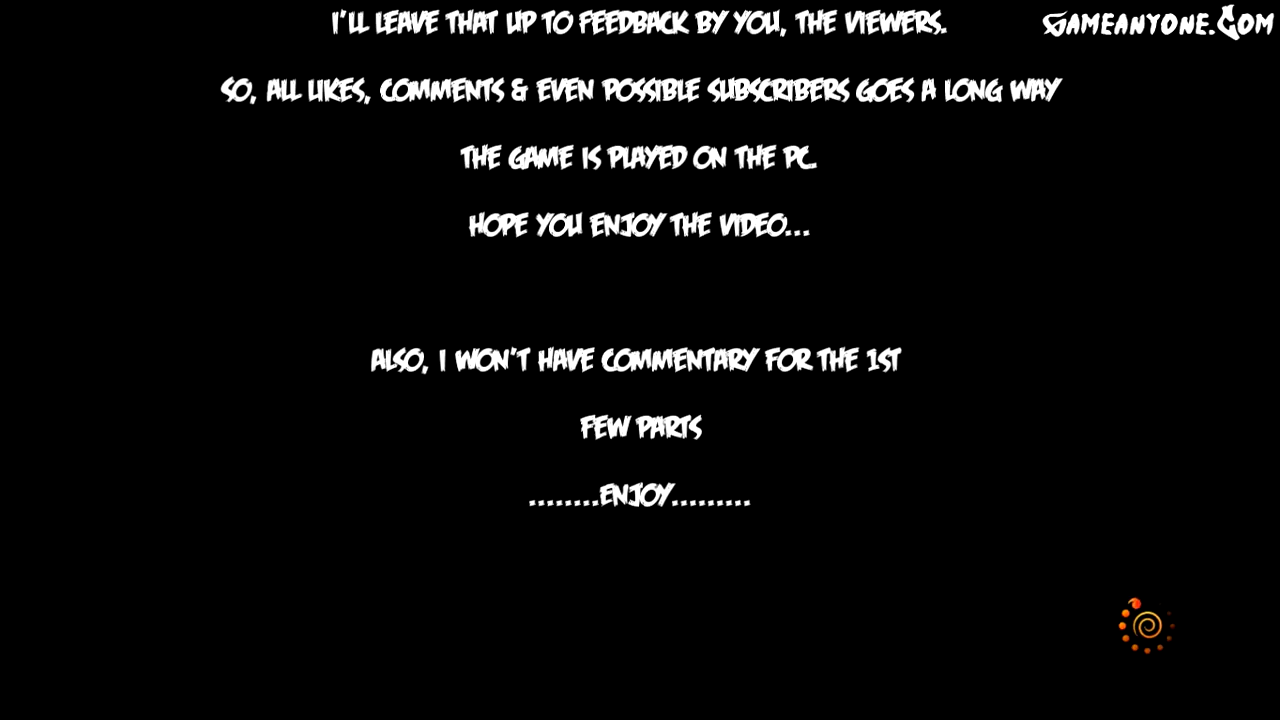 I'LL LEAVE THAT UP TO FEEDBACK BY YOU, THE VIEWERS.
GAMEANYONE.COM
SO, ALL LIKES, COMMENTS & EVEN POSSIBLE SUBSCRIBERS GOES A LONG WAY
THE GAME IS PLAYED ON THE PC.
HOPE YOU ENJOY THE VIDEO...
ALSO, I WON'T HAVE COMMENTARY FOR THE 1ST
FEW PARTS
........ENJOY.........